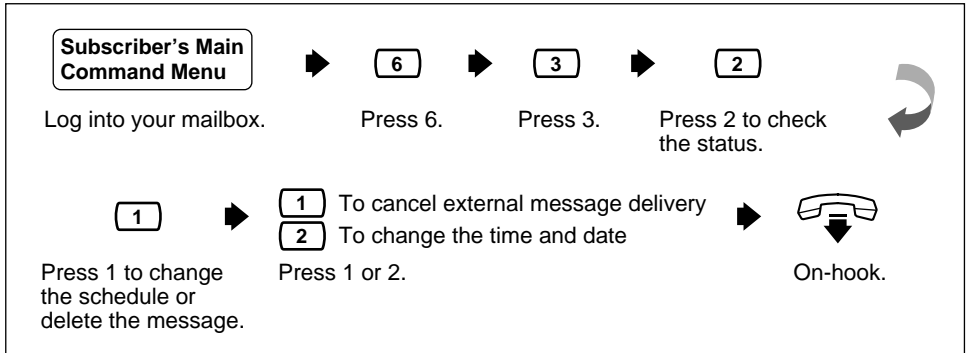 Subscriber's Main
Command Menu
6
3
2
Log into your mailbox.
Press 6.
Press 3.
Press 2 to check
the status.
1
1 To cancel external message delivery
2 To change the time and date
Press 1 to change
the schedule or
delete the message.
Press 1 or 2.
On-hook.